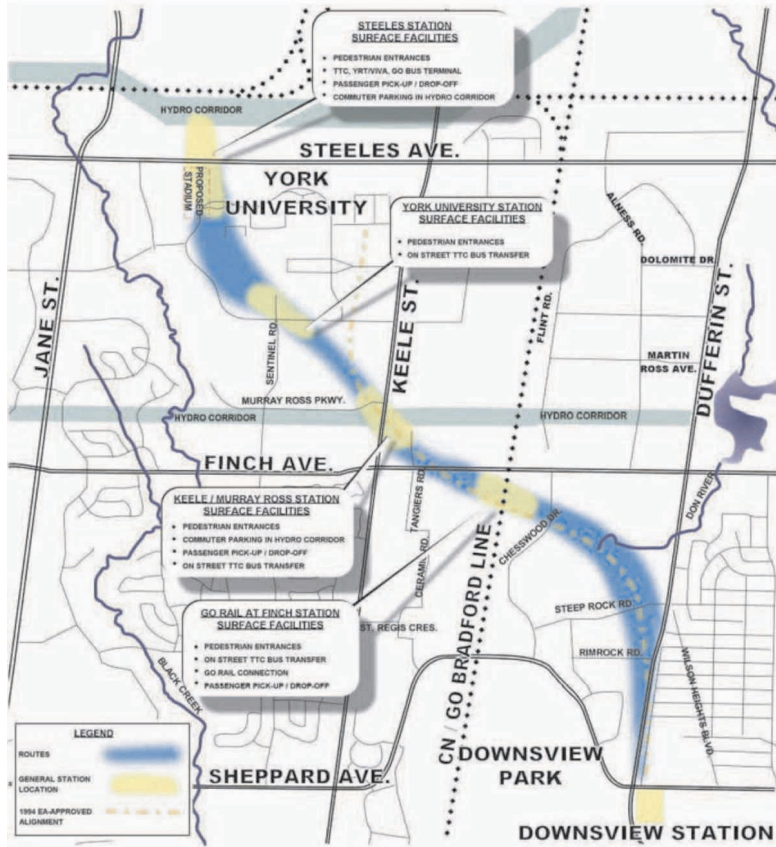 STEELES STATION
SURFACE FACILITIES
PEDESTRIAN ENTRANCES
TTC, YRT/VIVA, GO BUS TERMINAL
PASSENGER PICK-UP / DROP-OFF
COMMUTER PARKING IN HYDRO CORRIDOR
HYDRO CORRIDOR
STEELES AVE.
PROPOSED
STADIUM
YORK
UNIVERSITY
YORK UNIVERSITY STATION
SURFACE FACILITIES
PEDESTRIAN ENTRANCES
ON STREET TTC BUS TRANSFER
ALNESS RD.
DOLOMITE DR.
JANE ST.
KEELE ST.
FLINT RD.
DUFFERIN ST.
SENTINEL RD.
MARTIN
ROSS AVE.
MURRAY ROSS PKWY.
HYDRO CORRIDOR
HYDRO CORRIDOR
FINCH AVE.
TANGIERS RD.
DON RIVER
KEELE / MURRAY ROSS STATION
SURFACE FACILITIES
PEDESTRIAN ENTRANCES
COMMUTER PARKING IN HYDRO CORRIDOR
PASSENGER PICK-UP / DROP-OFF
ON STREET TTC BUS TRANSFER
CHESSWOOD DR.
CERAMIC RD.
GO RAIL AT FINCH STATION
SURFACE FACILITIES
PEDESTRIAN ENTRANCES
ON STREET TTC BUS TRANSFER
GO RAIL CONNECTION
PASSENGER PICK-UP / DROP-OFF
STEEP ROCK RD.
ST. REGIS CRES.
RIMROCK RD.
WILSON HEIGHTS BLVD.
BLACK CREEK
CN / GO BRADFORD LINE
LEGEND
ROUTES
GENERAL STATION
LOCATION
1994 EA-APPROVED
ALIGNMENT
SHEPPARD AVE.
DOWNSVIEW
PARK
DOWNSVIEW STATION